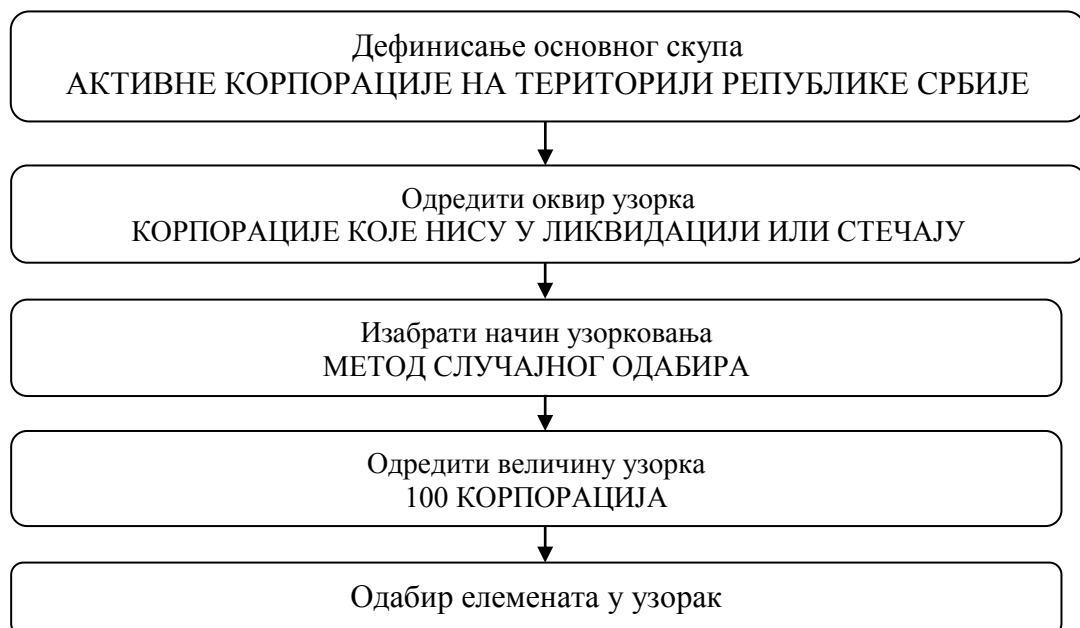 Дефинисање основног скупа
АКТИВНЕ КОРПОРАЦИЈЕ НА ТЕРИТОРИЈИ РЕПУБЛИКЕ СРБИЈЕ
Одредити оквир узорка
КОРПОРАЦИЈЕ КОЈЕ НИСУ У ЛИКВИДАЦИЈИ ИЛИ СТЕЧАЈУ
Изабрати начин узорковања
МЕТОД СЛУЧАЈНОГ ОДАБИРА
Одредити величину узорка
100 КОРПОРАЦИЈА
Одабир елемената у узорак